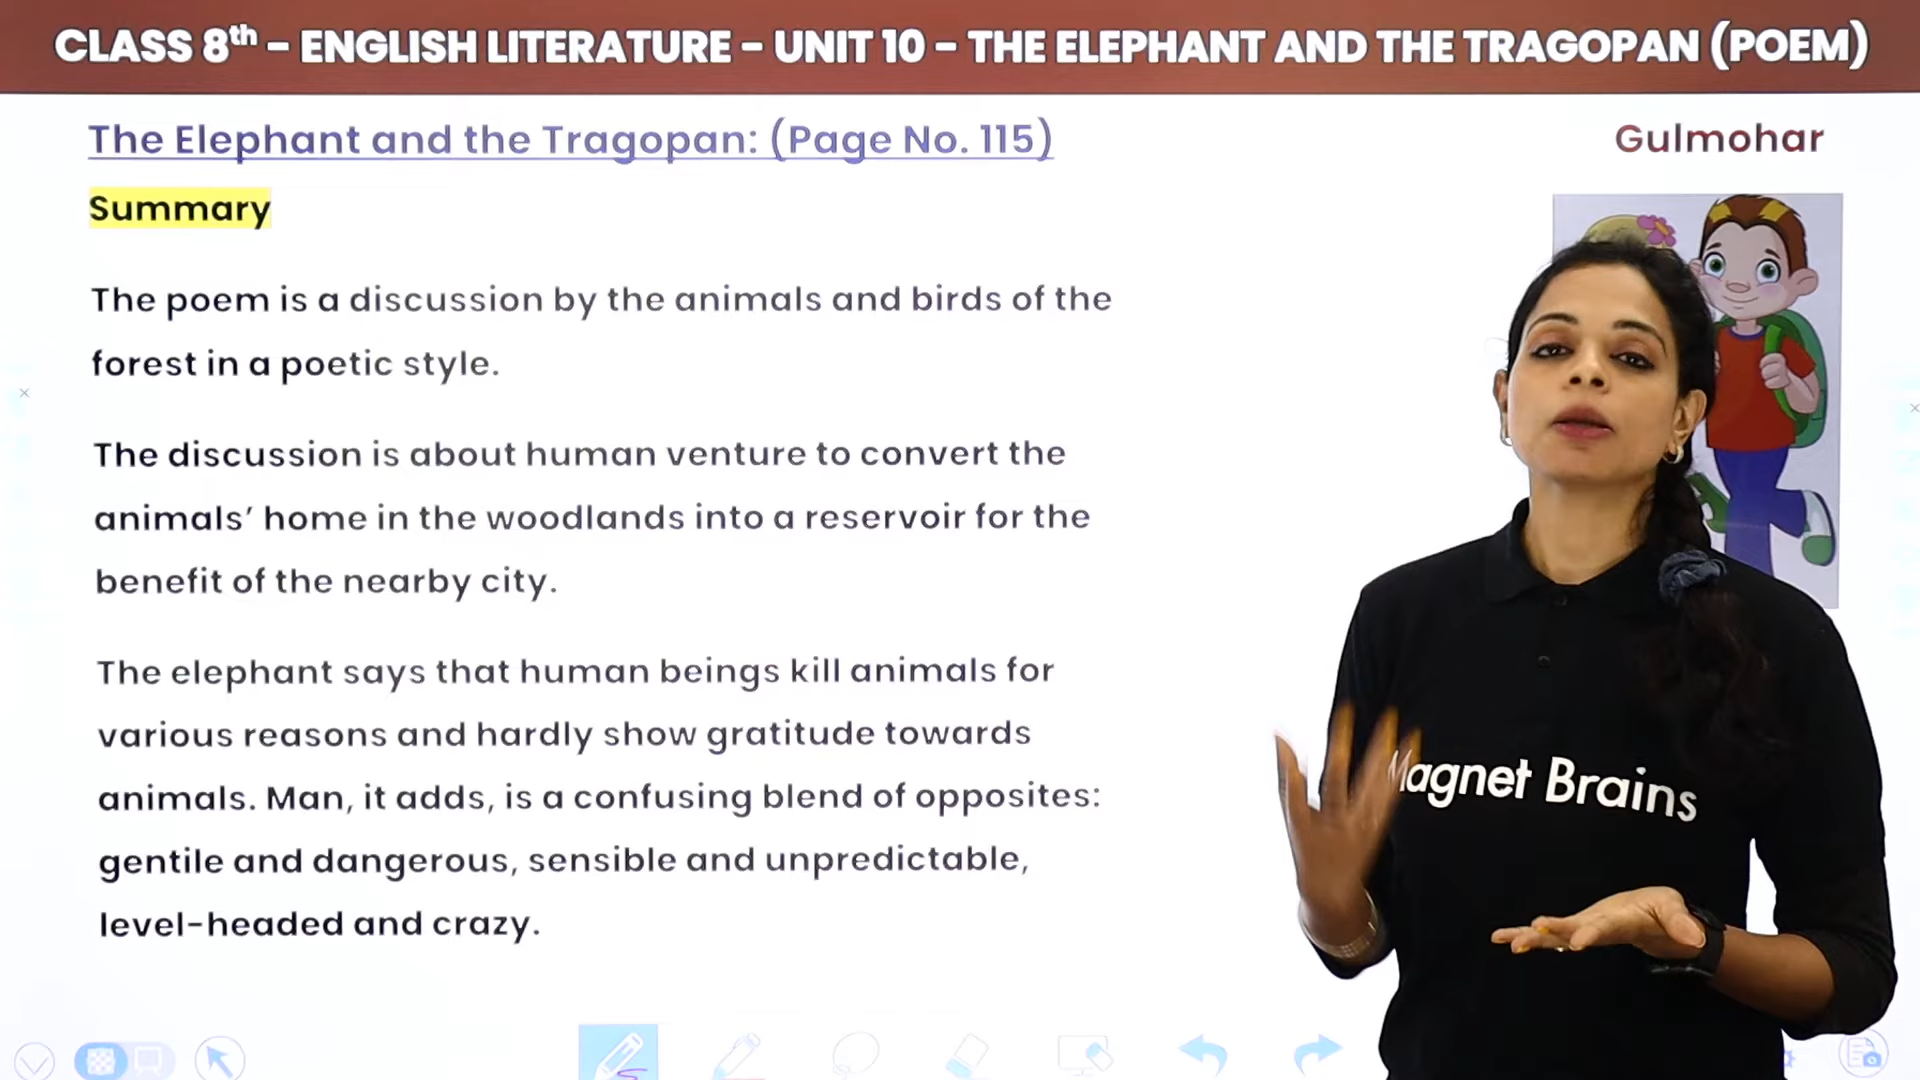 CLASS 8th - ENGLISH LITERATURE - UNIT 10 - THE ELEPHANT AND THE TRAGOPAN (POEM)
The Elephant and the Tragopan: (Page No. 115)
Gulmohar
Summary
The poem is a discussion by the animals and birds of the
forest in a poetic style.
The discussion is about human venture to convert the
animals’ home in the woodlands into a reservoir for the
benefit of the nearby city.
The elephant says that human beings kill animals for
various reasons and hardly show gratitude towards
animals. Man, it adds, is a confusing blend of opposites:
gentile and dangerous, sensible and unpredictable,
level-headed and crazy.
Magnet Brains